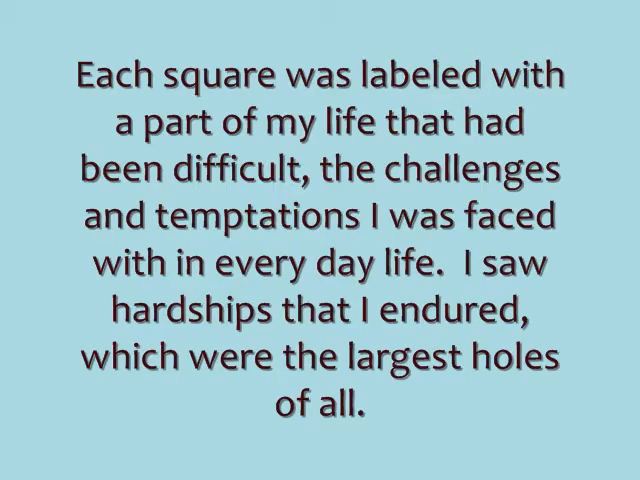 Each square was labeled with
a part of my life that had
been difficult, the challenges
and temptations I was faced
with in every day life.  I saw
hardships that I endured,
which were the largest holes
of all.